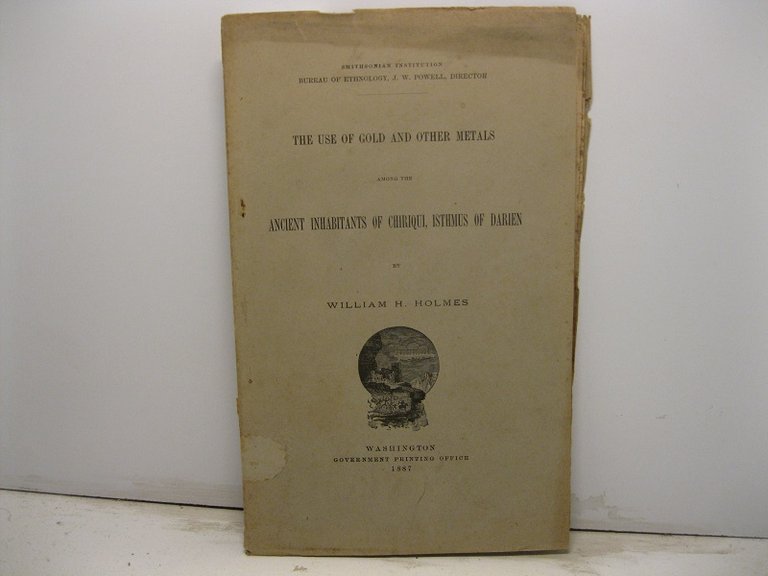 SMITHSONIAN INSTITUTION
BUREAU OF ETHNOLOGY, J. W. POWELL, DIRECTOR
THE USE OF GOLD AND OTHER METALS
AMONG THE
ANCIENT INHABITANTS OF CHIRIQUI, ISTHMUS OF DARIEN
BY
WILLIAM H. HOLMES
WASHINGTON
GOVERNMENT PRINTING OFFICE
1887